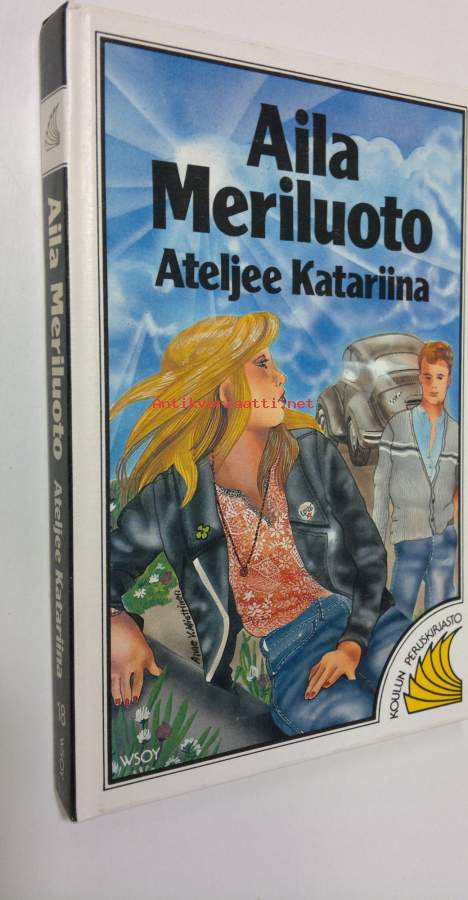 Aila
Meriluoto
Ateljee Katariina
Antikvariaatti.net
KOULUN PERUSKIRJASTO
WSOY
Aila Meriluoto Ateljee Katariina WSOY